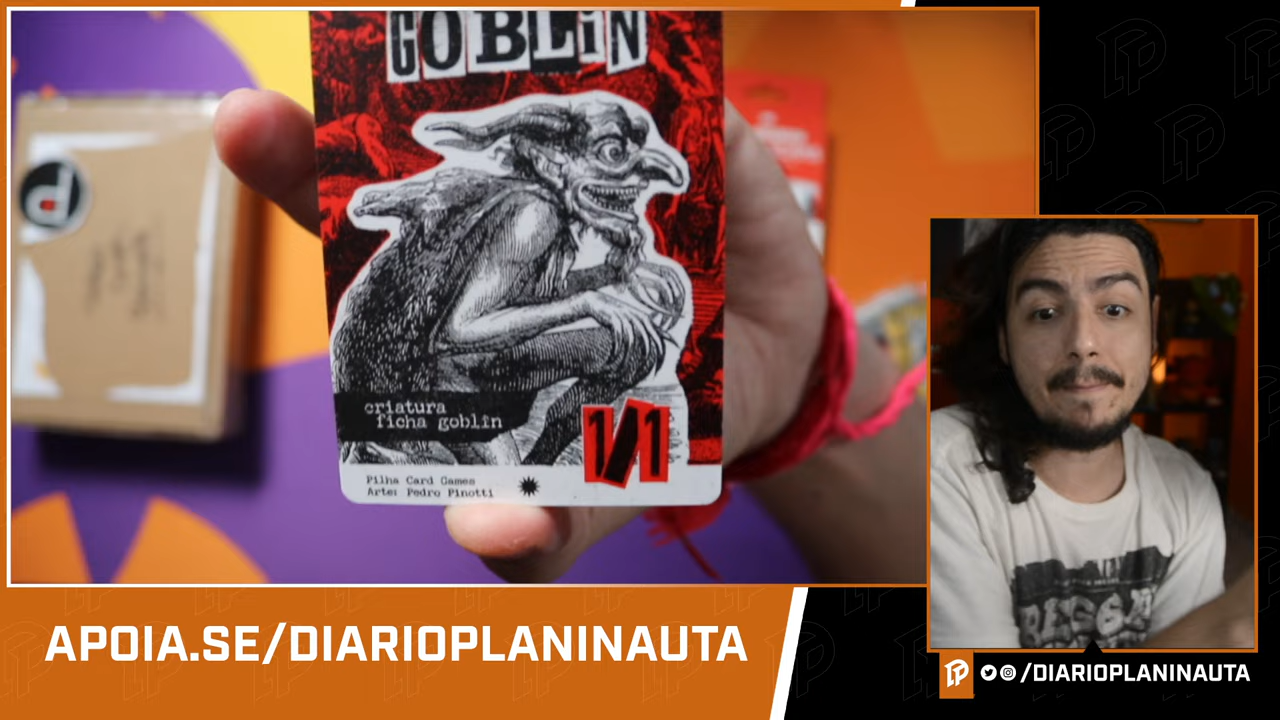 GOBLiN
criatura
ficha goblin
1/1
Pilha Card Games
Arte: Pedro Pinotti
APOIA.SE/DIARIOPLANINAUTA
/DIARIOPLANINAUTA